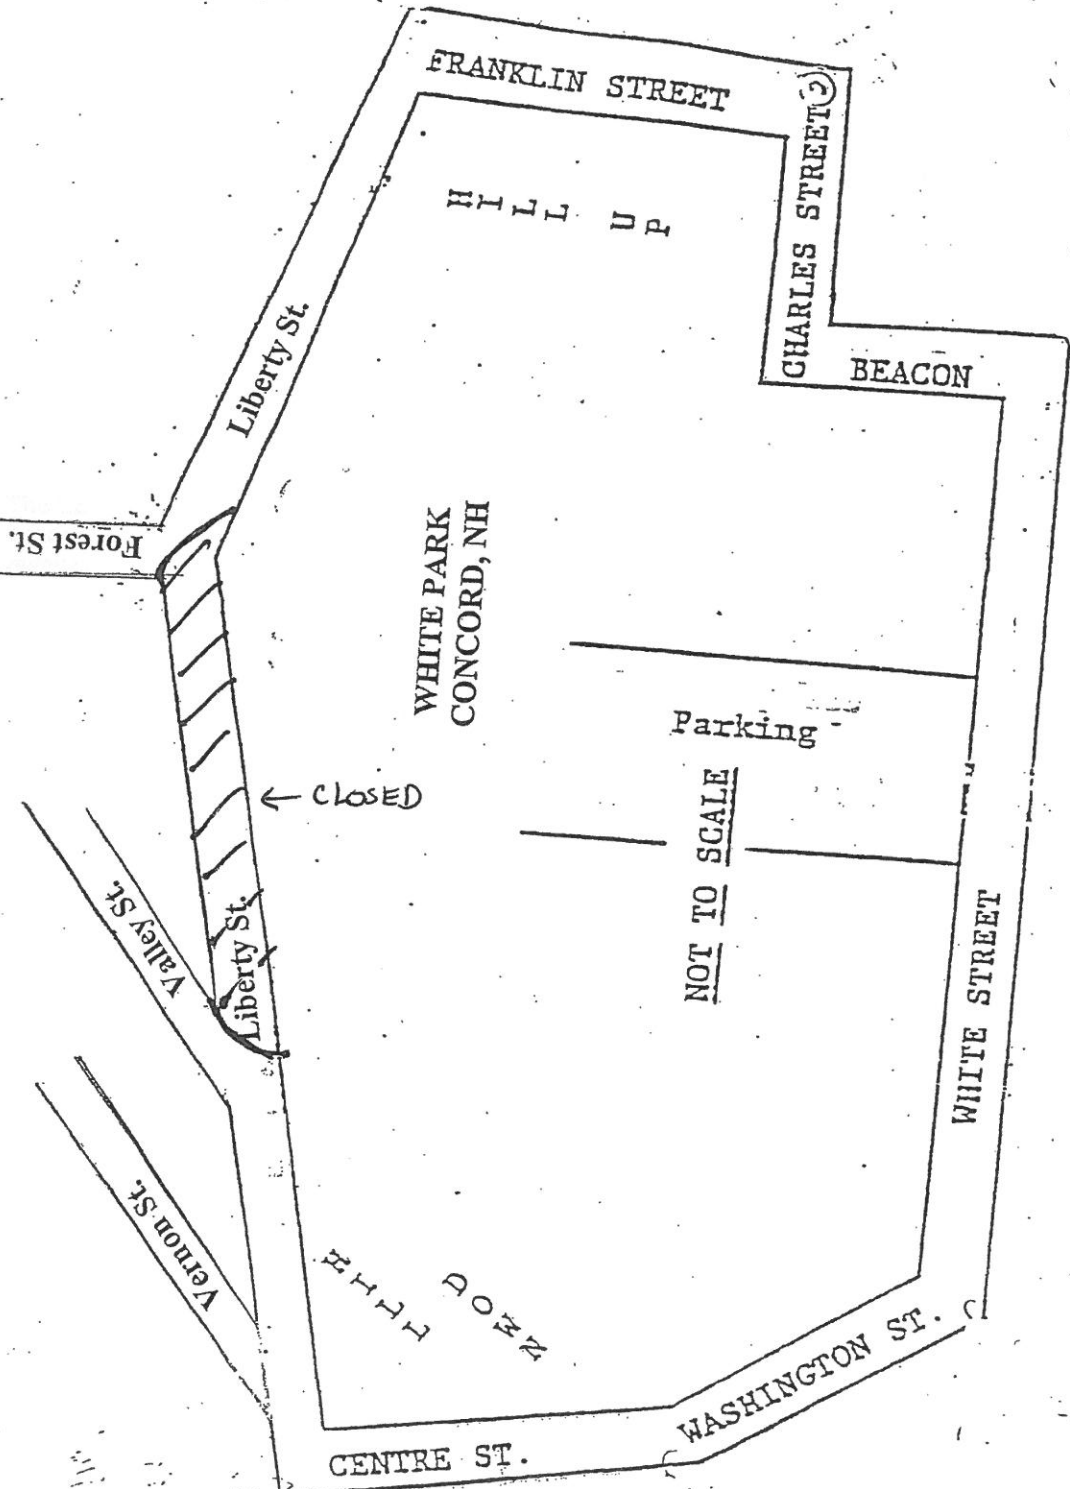 FRANKLIN STREET
CHARLES STREET
HILL UP
Liberty St.
BEACON
Forest St.
WHITE PARK
CONCORD, NH
Parking
← CLOSED
NOT TO SCALE
Valley St.
Liberty St.
WHITE STREET
Vernon St.
HILL DOWN
WASHINGTON ST.
CENTRE ST.